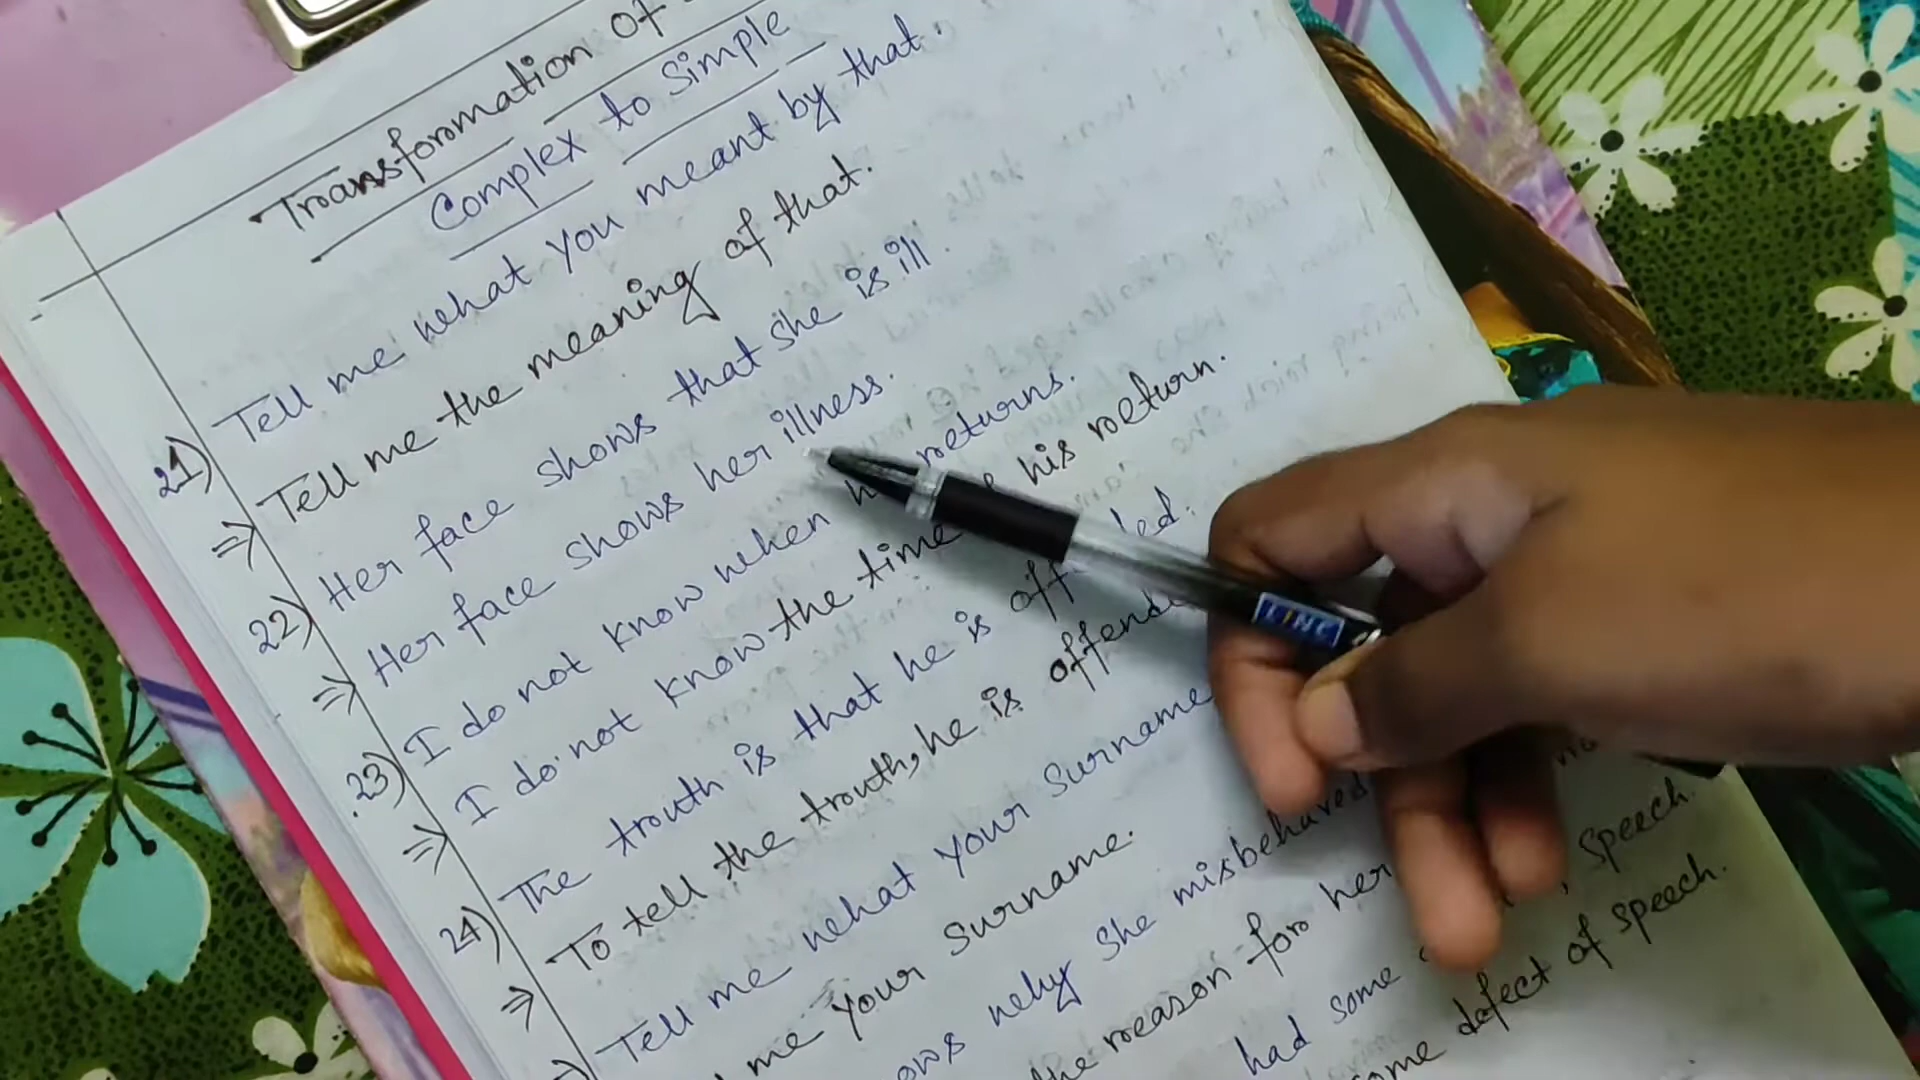 Transformation Of
Complex to Simple
21) Tell me what you meant by that.
⇒ Tell me the meaning of that.
22) Her face shows that she is ill.
⇒ Her face shows her illness.
23) I do not know when returns.
⇒ I do not know the time his return.
24) The truth is that he is
⇒ To tell the truth, he is
Tell me what your surname
me your surname.
why she misbehaved
the reason for her
had some speech.
some defect of speech.
LINC